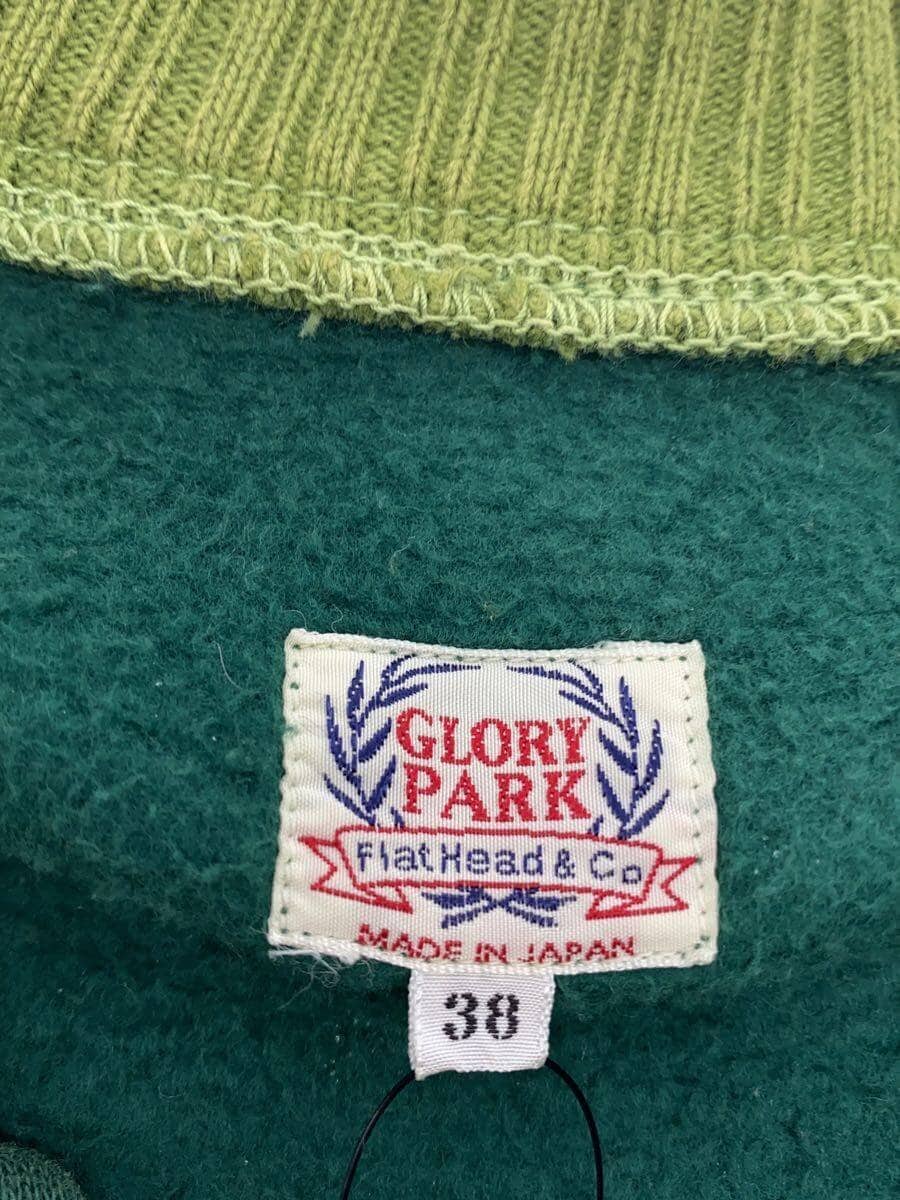 GLORY
PARK
FlatHead & Co
MADE IN JAPAN
38